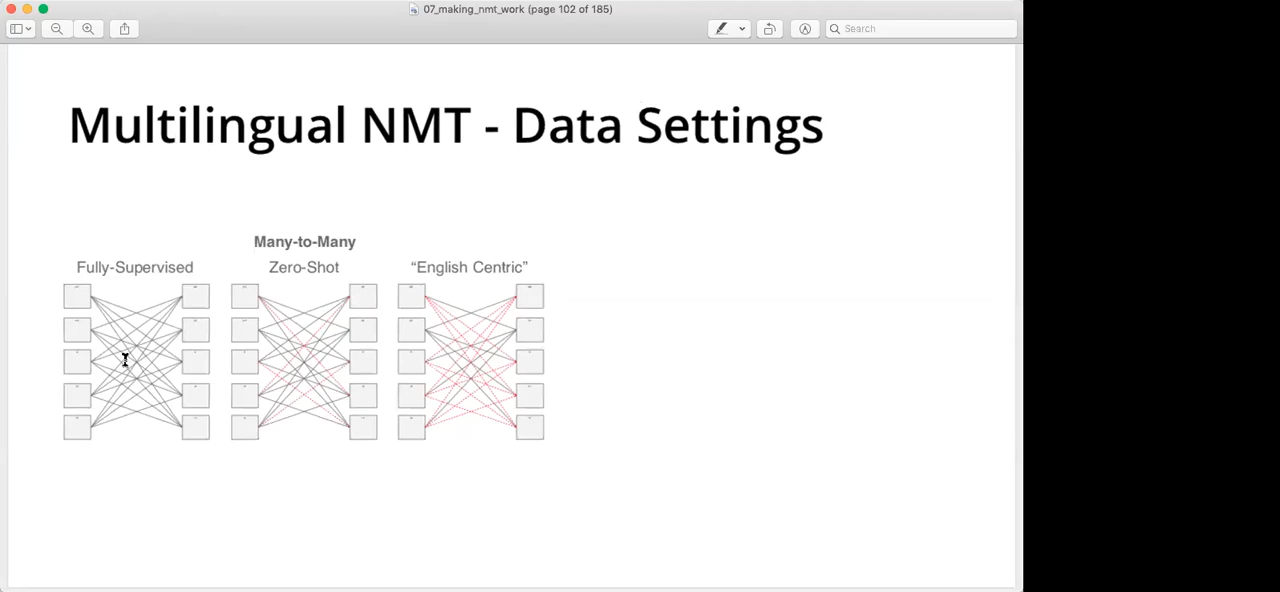 07_making_nmt_work (page 102 of 185)
Search
Multilingual NMT - Data Settings
Many-to-Many
Fully-Supervised
Zero-Shot
“English Centric”